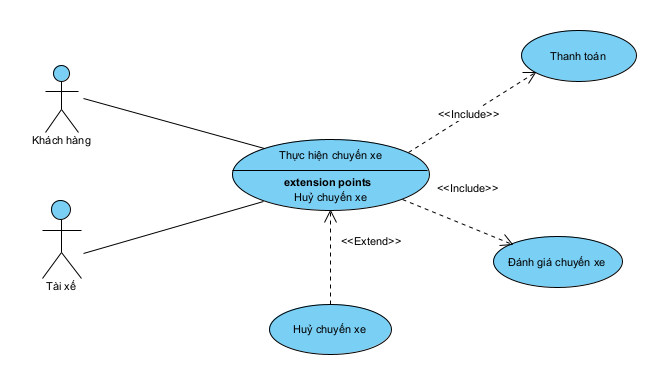 Thanh toán
<<Include>>
Khách hàng
Thực hiện chuyến xe
extension points
Huỷ chuyến xe
<<Include>>
Tài xế
<<Extend>>
Đánh giá chuyến xe
Huỷ chuyến xe